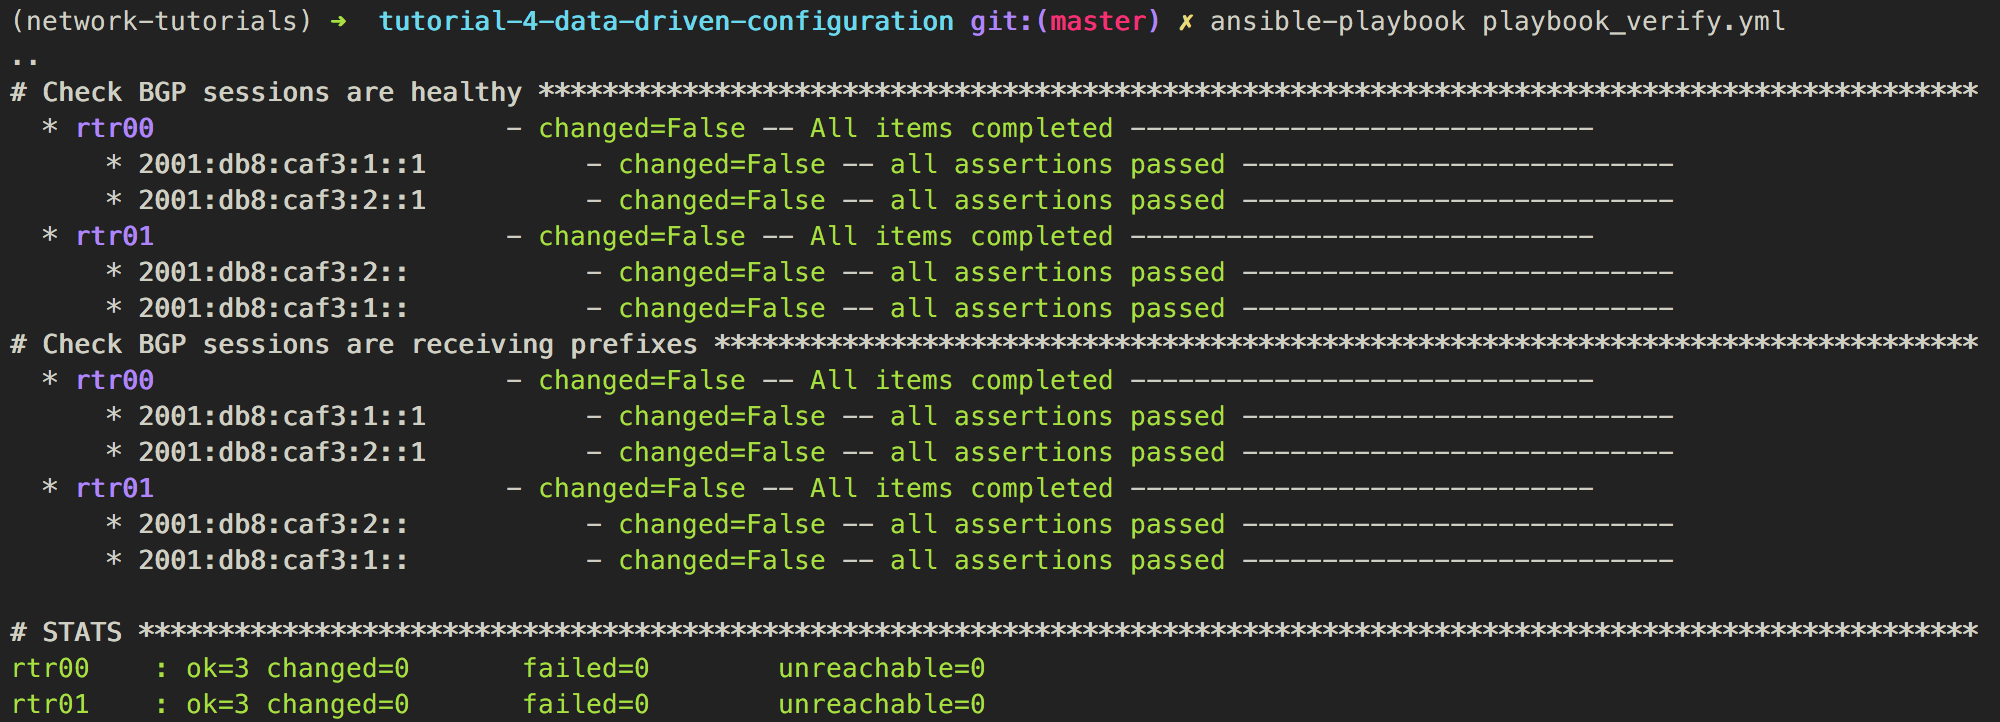 (network-tutorials) ➜  tutorial-4-data-driven-configuration git:(master) ✗ ansible-playbook playbook_verify.yml
..
# Check BGP sessions are healthy ******************************************************************************************
  * rtr00                      - changed=False -- All items completed -----------------------------
      * 2001:db8:caf3:1::1          - changed=False -- all assertions passed ---------------------------
      * 2001:db8:caf3:2::1          - changed=False -- all assertions passed ---------------------------
  * rtr01                      - changed=False -- All items completed -----------------------------
      * 2001:db8:caf3:2::           - changed=False -- all assertions passed ---------------------------
      * 2001:db8:caf3:1::           - changed=False -- all assertions passed ---------------------------
# Check BGP sessions are receiving prefixes *******************************************************************************
  * rtr00                      - changed=False -- All items completed -----------------------------
      * 2001:db8:caf3:1::1          - changed=False -- all assertions passed ---------------------------
      * 2001:db8:caf3:2::1          - changed=False -- all assertions passed ---------------------------
  * rtr01                      - changed=False -- All items completed -----------------------------
      * 2001:db8:caf3:2::           - changed=False -- all assertions passed ---------------------------
      * 2001:db8:caf3:1::           - changed=False -- all assertions passed ---------------------------
# STATS *******************************************************************************************************************
rtr00    : ok=3 changed=0       failed=0        unreachable=0
rtr01    : ok=3 changed=0       failed=0        unreachable=0